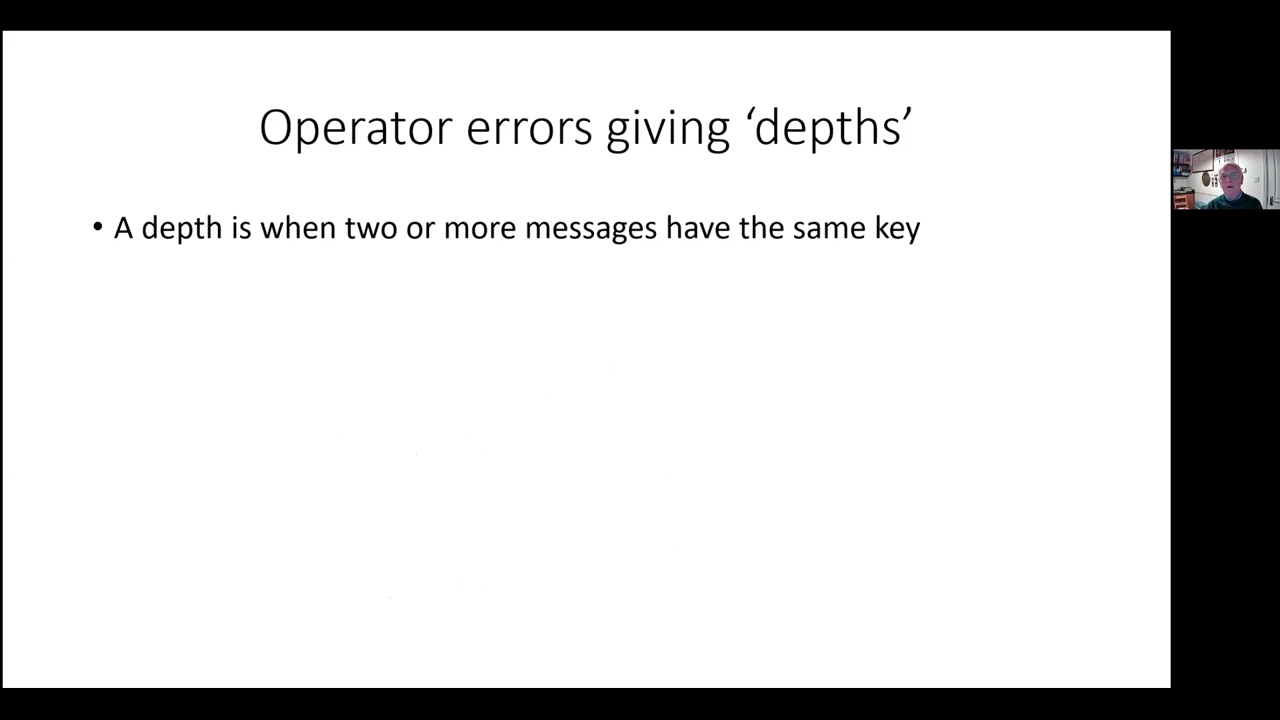 Operator errors giving ‘depths’
• A depth is when two or more messages have the same key